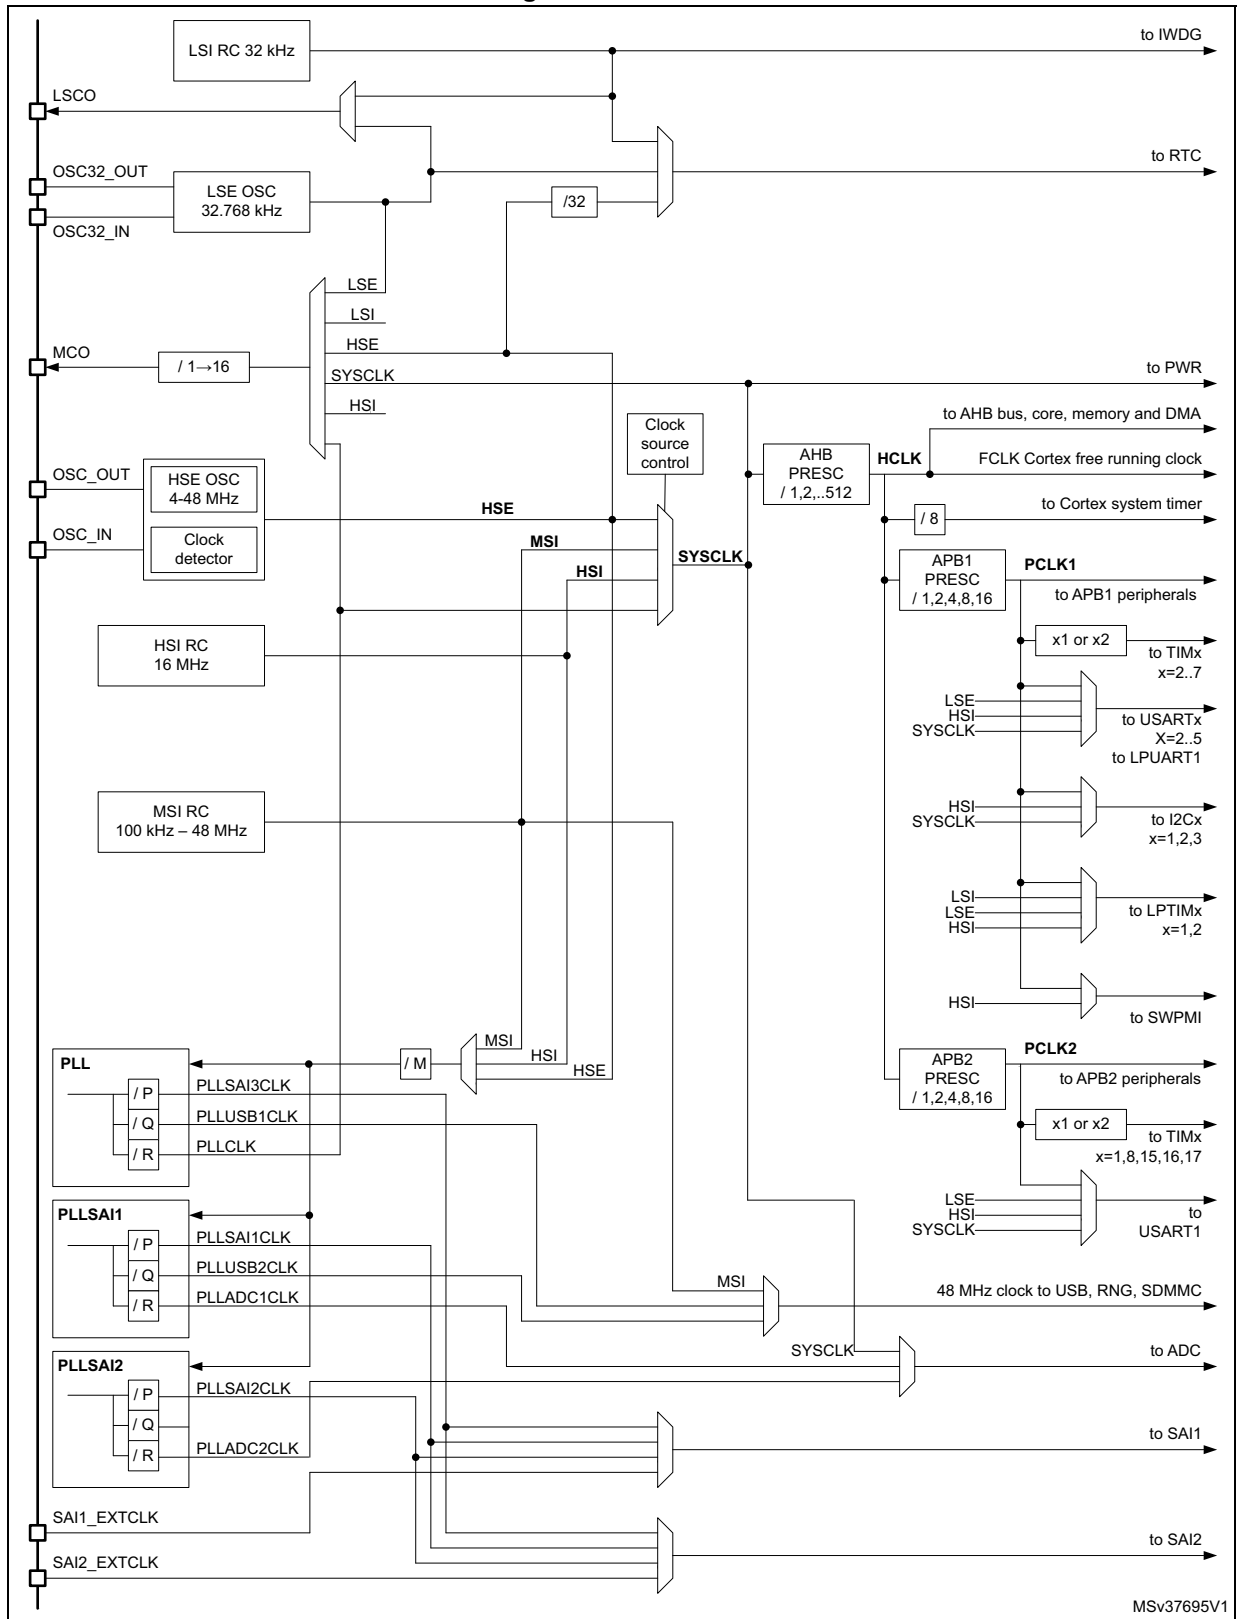 LSI RC 32 kHz
to IWDG
LSCO
to RTC
OSC32_OUT
LSE OSC
32.768 kHz
/32
OSC32_IN
LSE
LSI
HSE
MCO
/ 1→16
SYSCLK
to PWR
HSI
to AHB bus, core, memory and DMA
Clock
source
control
AHB
PRESC
/ 1,2,..512
HCLK
FCLK Cortex free running clock
OSC_OUT
HSE OSC
4-48 MHz
HSE
/ 8
to Cortex system timer
OSC_IN
Clock
detector
MSI
SYSCLK
HSI
APB1
PRESC
/ 1,2,4,8,16
PCLK1
to APB1 peripherals
HSI RC
16 MHz
x1 or x2
to TIMx
x=2..7
LSE
HSI
SYSCLK
to USARTx
X=2..5
to LPUART1
MSI RC
100 kHz – 48 MHz
HSI
SYSCLK
to I2Cx
x=1,2,3
LSI
LSE
HSI
to LPTIMx
x=1,2
HSI
to SWPMI
PLL
/ M
MSI
HSI
HSE
APB2
PRESC
/ 1,2,4,8,16
PCLK2
to APB2 peripherals
/ P
PLLSAI3CLK
/ Q
PLLUSB1CLK
/ R
PLLCLK
x1 or x2
to TIMx
x=1,8,15,16,17
PLLSAI1
LSE
HSI
SYSCLK
to
USART1
/ P
PLLSAI1CLK
/ Q
PLLUSB2CLK
/ R
PLLADC1CLK
MSI
48 MHz clock to USB, RNG, SDMMC
PLLSAI2
SYSCLK
to ADC
/ P
PLLSAI2CLK
/ Q
/ R
PLLADC2CLK
to SAI1
SAI1_EXTCLK
to SAI2
SAI2_EXTCLK
MSv37695V1